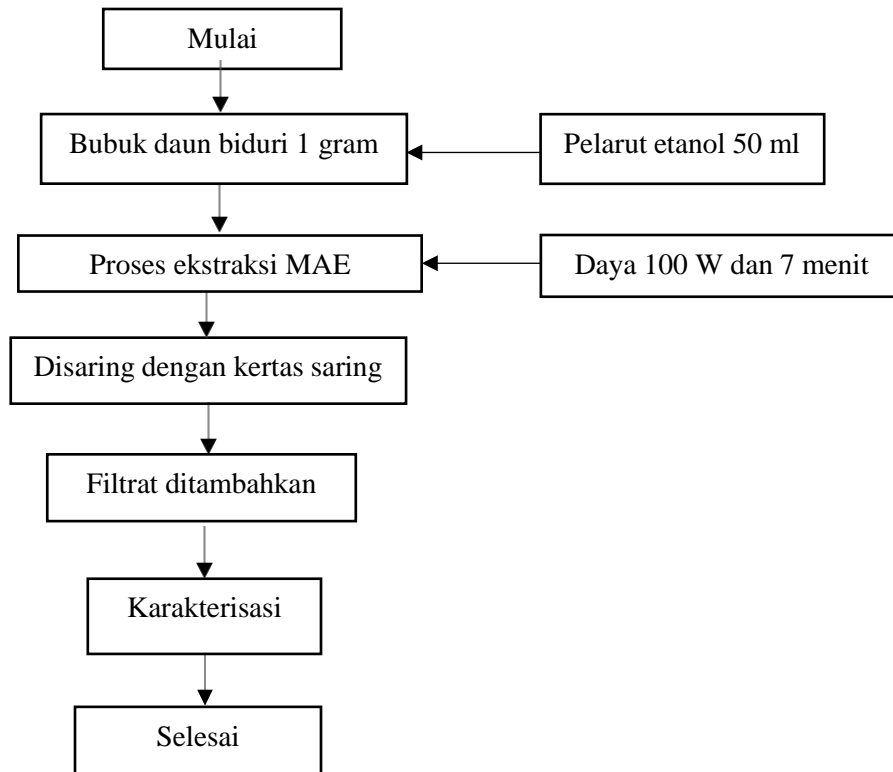 Mulai
Bubuk daun biduri 1 gram
Pelarut etanol 50 ml
Proses ekstraksi MAE
Daya 100 W dan 7 menit
Disaring dengan kertas saring
Filtrat ditambahkan
Karakterisasi
Selesai